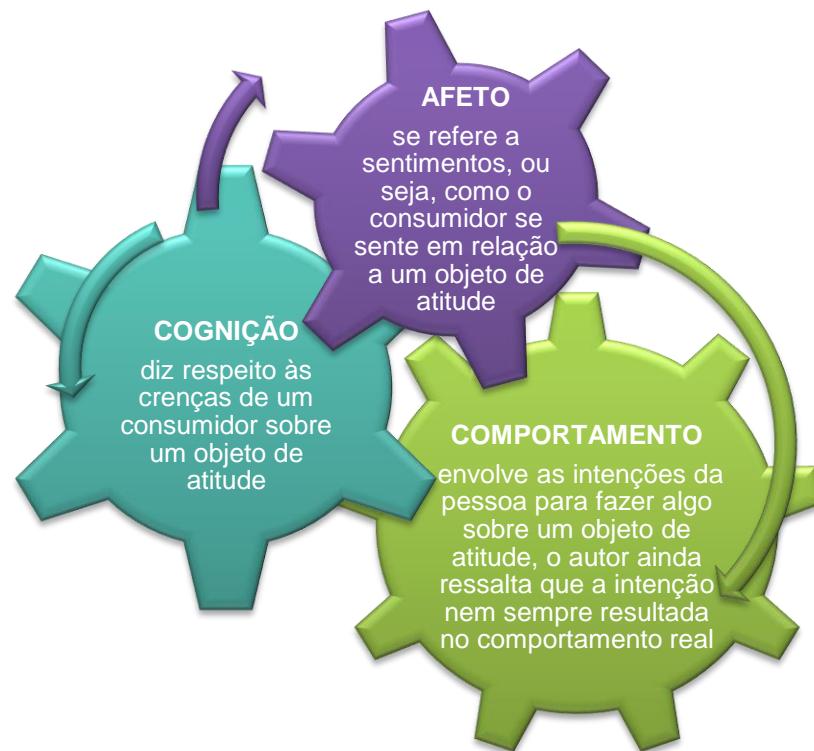 AFETO
se refere a
sentimentos, ou
seja, como o
consumidor se
sente em relação
a um objeto de
atitude
COGNIÇÃO
diz respeito às
crenças de um
consumidor sobre
um objeto de
atitude
COMPORTAMENTO
envolve as intenções da
pessoa para fazer algo
sobre um objeto de
atitude, o autor ainda
ressalta que a intenção
nem sempre resultada
no comportamento real